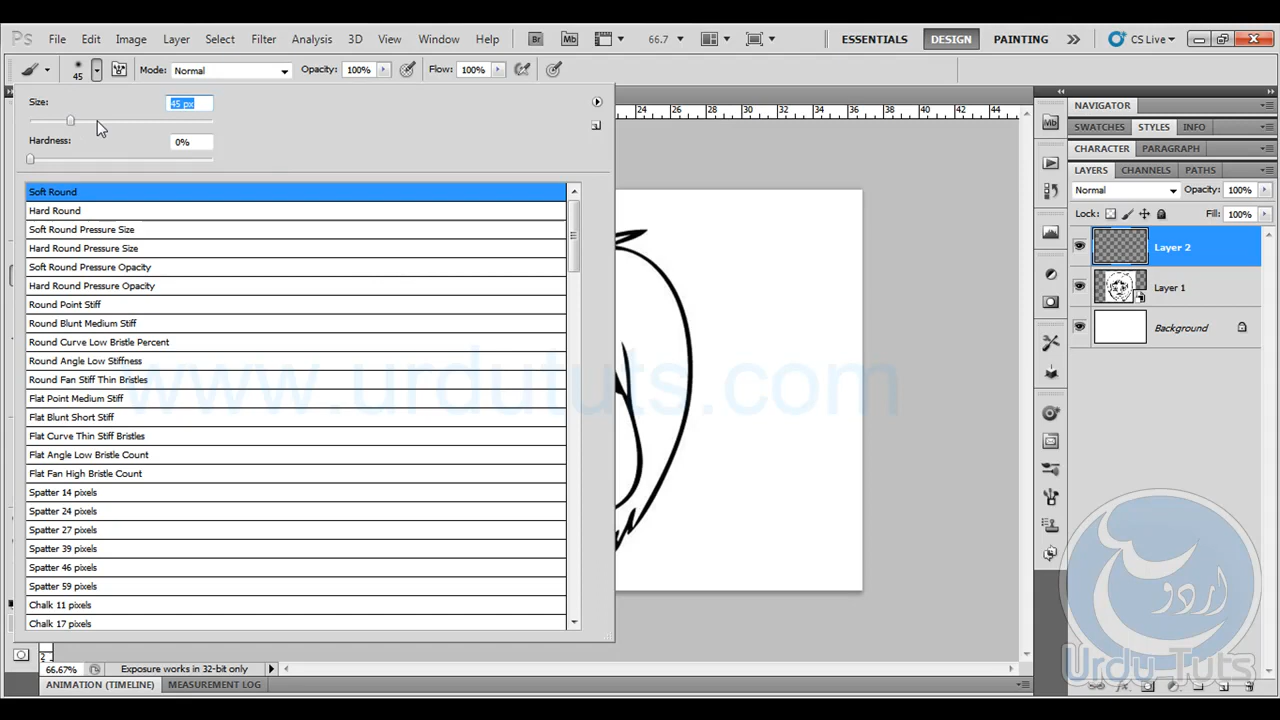 Ps File Edit Image Layer Select Filter Analysis 3D View Window Help Br Mb 66.7 ESSENTIALS DESIGN PAINTING CS Live
45 Mode: Normal Opacity: 100% Flow: 100%
Size: 45 px
Hardness: 0%
Soft Round
Hard Round
Soft Round Pressure Size
Hard Round Pressure Size
Soft Round Pressure Opacity
Hard Round Pressure Opacity
Round Point Stiff
Round Blunt Medium Stiff
Round Curve Low Bristle Percent
Round Angle Low Stiffness
Round Fan Stiff Thin Bristles
Flat Point Medium Stiff
Flat Blunt Short Stiff
Flat Curve Thin Stiff Bristles
Flat Angle Low Bristle Count
Flat Fan High Bristle Count
Spatter 14 pixels
Spatter 24 pixels
Spatter 27 pixels
Spatter 39 pixels
Spatter 46 pixels
Spatter 59 pixels
Chalk 11 pixels
Chalk 17 pixels
24 26 28 30 32 34 36 38 40 42 44
www.urdututs.com
Mb
NAVIGATOR
SWATCHES STYLES INFO
CHARACTER PARAGRAPH
LAYERS CHANNELS PATHS
Normal Opacity: 100%
Lock: Fill: 100%
Layer 2
Layer 1
Background
اردو
Urdu-Tuts
2
66.67% Exposure works in 32-bit only
ANIMATION (TIMELINE) MEASUREMENT LOG